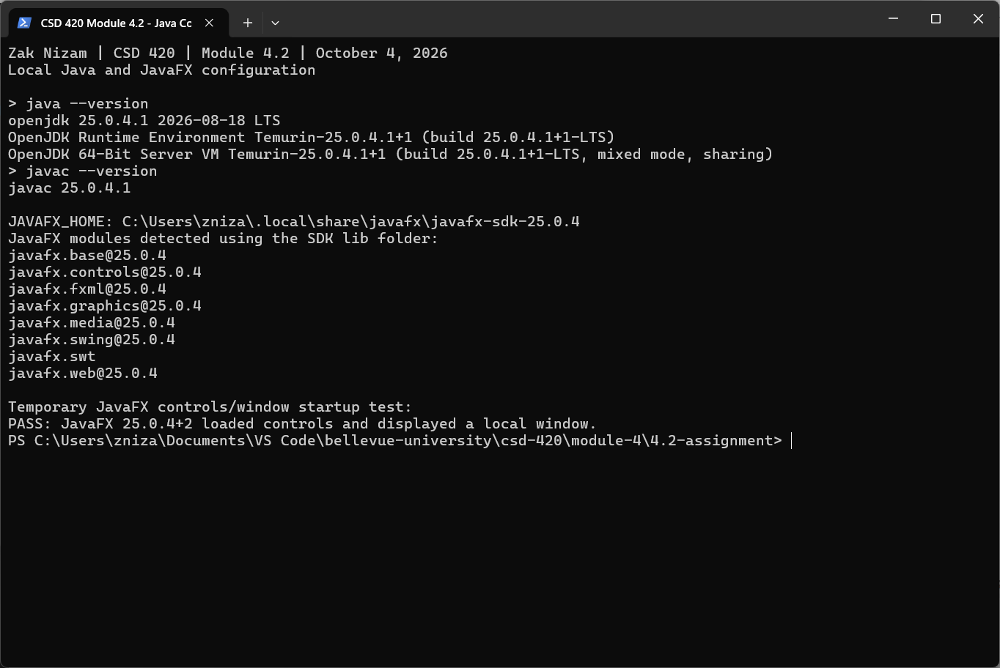 CSD 420 Module 4.2 - Java Co
Zak Nizam | CSD 420 | Module 4.2 | October 4, 2026
Local Java and JavaFX configuration
> java --version
openjdk 25.0.4.1 2026-08-18 LTS
OpenJDK Runtime Environment Temurin-25.0.4.1+1 (build 25.0.4.1+1-LTS)
OpenJDK 64-Bit Server VM Temurin-25.0.4.1+1 (build 25.0.4.1+1-LTS, mixed mode, sharing)
> javac --version
javac 25.0.4.1
JAVAFX_HOME: C:\Users\zniza\.local\share\javafx\javafx-sdk-25.0.4
JavaFX modules detected using the SDK lib folder:
javafx.base@25.0.4
javafx.controls@25.0.4
javafx.fxml@25.0.4
javafx.graphics@25.0.4
javafx.media@25.0.4
javafx.swing@25.0.4
javafx.swt
javafx.web@25.0.4
Temporary JavaFX controls/window startup test:
PASS: JavaFX 25.0.4+2 loaded controls and displayed a local window.
PS C:\Users\zniza\Documents\VS Code\bellevue-university\csd-420\module-4\4.2-assignment>